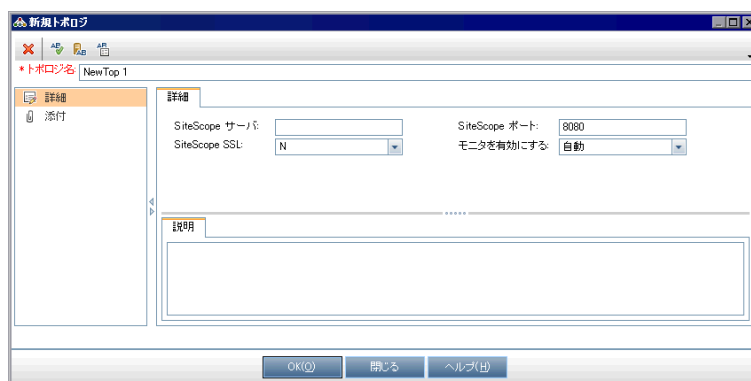 新規トポロジ
*トポロジ名: NewTop 1
詳細
添付
詳細
SiteScope サーバ:
SiteScope ポート: 8080
SiteScope SSL: N
モニタを有効にする: 自動
説明
OK(O) 閉じる ヘルプ(H)